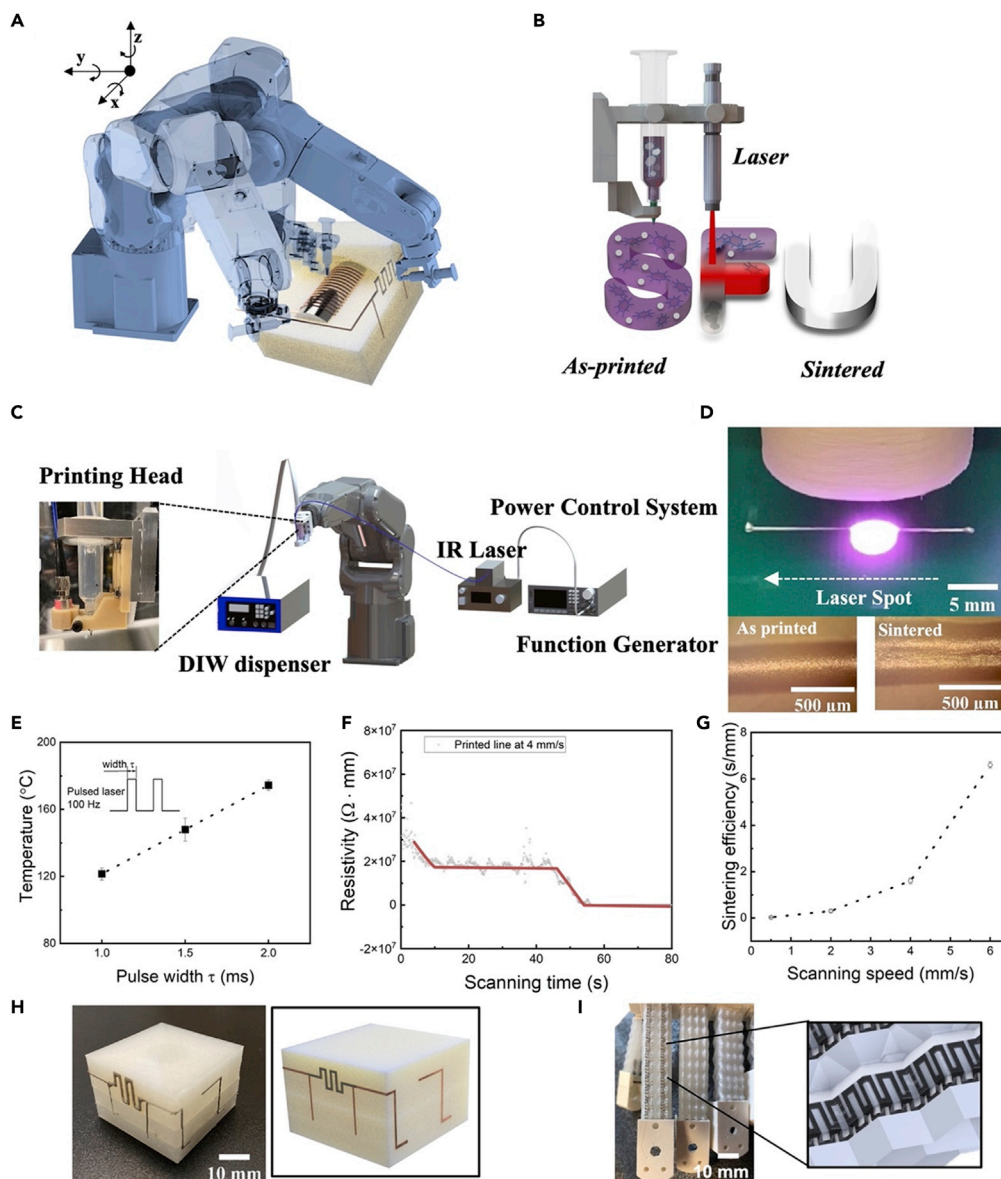 A
z
y
x
B
Laser
As-printed
Sintered
C
Printing Head
Power Control System
IR Laser
DIW dispenser
Function Generator
D
Laser Spot
5 mm
As printed
Sintered
500 µm
500 µm
E
Temperature (°C)
200
160
120
80
width τ
Pulsed laser
100 Hz
1.0
1.5
2.0
Pulse width τ (ms)
F
Resistivity (Ω · mm)
8×10⁷
6×10⁷
4×10⁷
2×10⁷
0
-2×10⁷
Printed line at 4 mm/s
0
20
40
60
80
Scanning time (s)
G
Sintering efficiency (s/mm)
8
6
4
2
0
0
1
2
3
4
5
6
Scanning speed (mm/s)
H
10 mm
I
10 mm